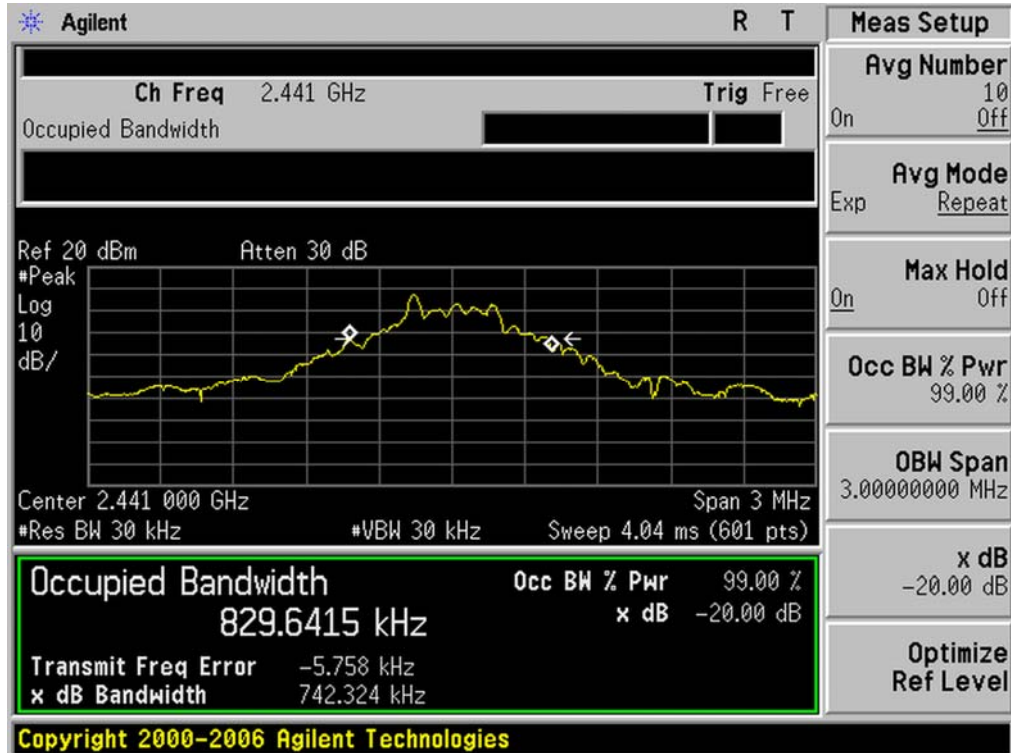 Agilent R T
Ch Freq 2.441 GHz Trig Free
Occupied Bandwidth
Ref 20 dBm Atten 30 dB
#Peak
Log
10
dB/
Center 2.441 000 GHz Span 3 MHz
#Res BW 30 kHz #VBW 30 kHz Sweep 4.04 ms (601 pts)
Occupied Bandwidth
829.6415 kHz
Occ BW % Pwr 99.00 %
x dB -20.00 dB
Transmit Freq Error -5.758 kHz
x dB Bandwidth 742.324 kHz
Copyright 2000-2006 Agilent Technologies
Meas Setup
Avg Number
10
On Off
Avg Mode
Exp Repeat
Max Hold
On Off
Occ BW % Pwr
99.00 %
OBW Span
3.00000000 MHz
x dB
-20.00 dB
Optimize
Ref Level